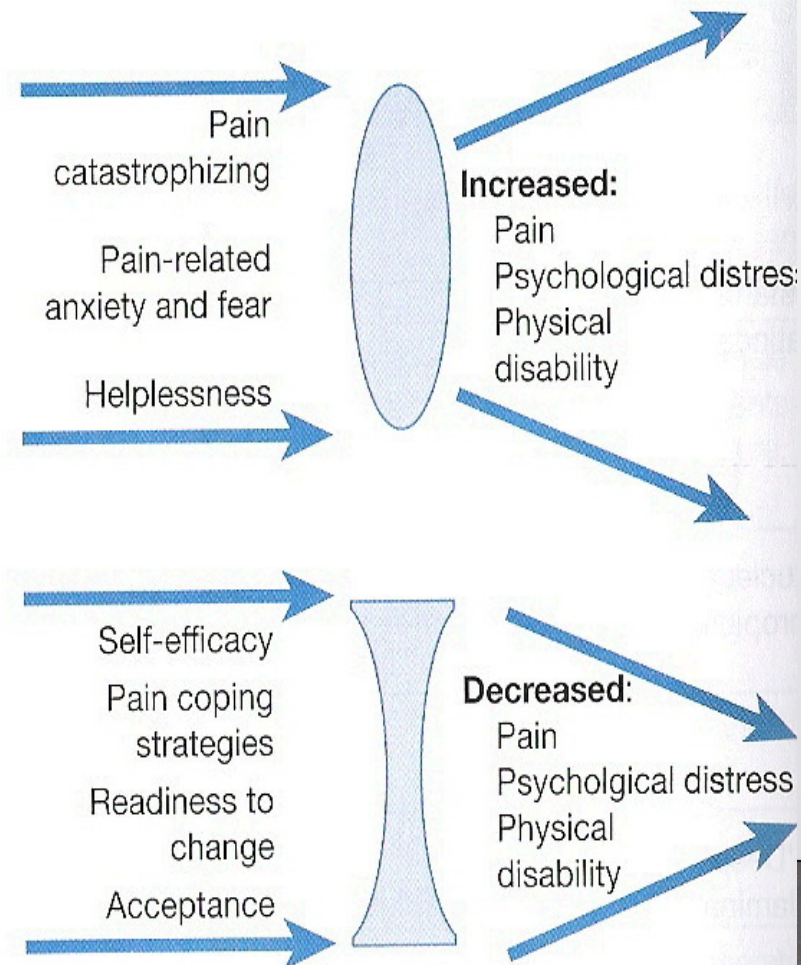 Pain
catastrophizing
Pain-related
anxiety and fear
Helplessness
Increased:
Pain
Psychological distres
Physical
disability
Self-efficacy
Pain coping
strategies
Readiness to
change
Acceptance
Decreased:
Pain
Psycholgical distress
Physical
disability